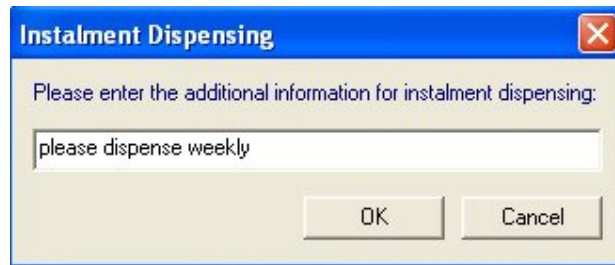 Instalment Dispensing
Please enter the additional information for instalment dispensing:
please dispense weekly
OK Cancel